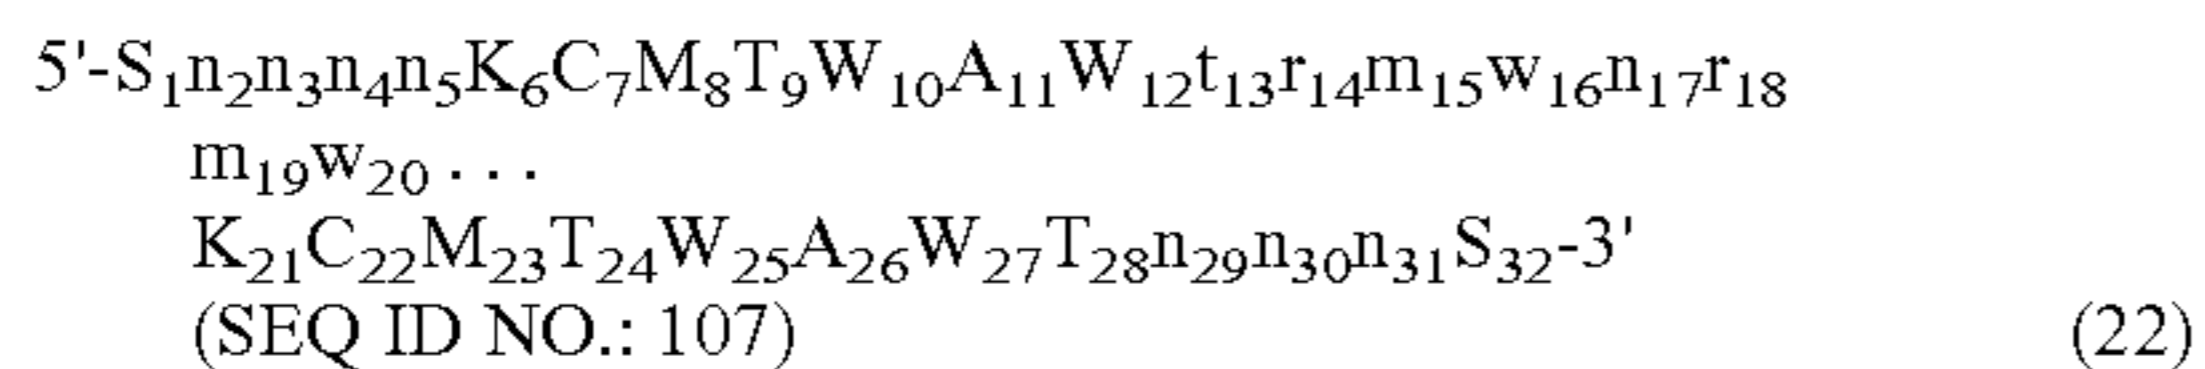 5'-S₁n₂n₃n₄n₅K₆C₇M₈T₉W₁₀A₁₁W₁₂t₁₃r₁₄m₁₅w₁₆n₁₇r₁₈
m₁₉w₂₀ . . .
K₂₁C₂₂M₂₃T₂₄W₂₅A₂₆W₂₇T₂₈n₂₉n₃₀n₃₁S₃₂-3'
(SEQ ID NO.: 107) (22)